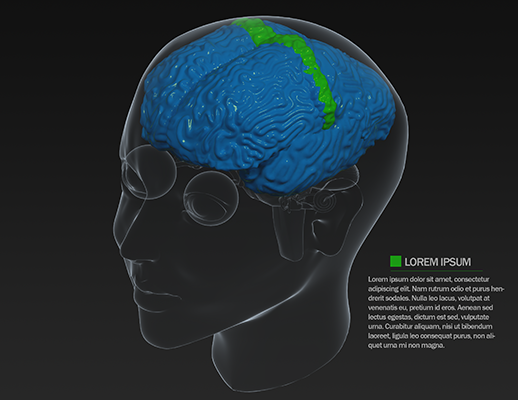 LOREM IPSUM
Lorem ipsum dolor sit amet, consectetur
adipiscing elit. Nam rutrum odio et purus hen-
drerit sodales. Nulla leo lacus, volutpat at
venenatis eu, pretium id eros. Aenean sed
lectus egestas, dictum est sed, vulputate
urna. Curabitur aliquam, nisi ut bibendum
laoreet, ligula leo consequat purus, non ali-
quet urna mi non magna.